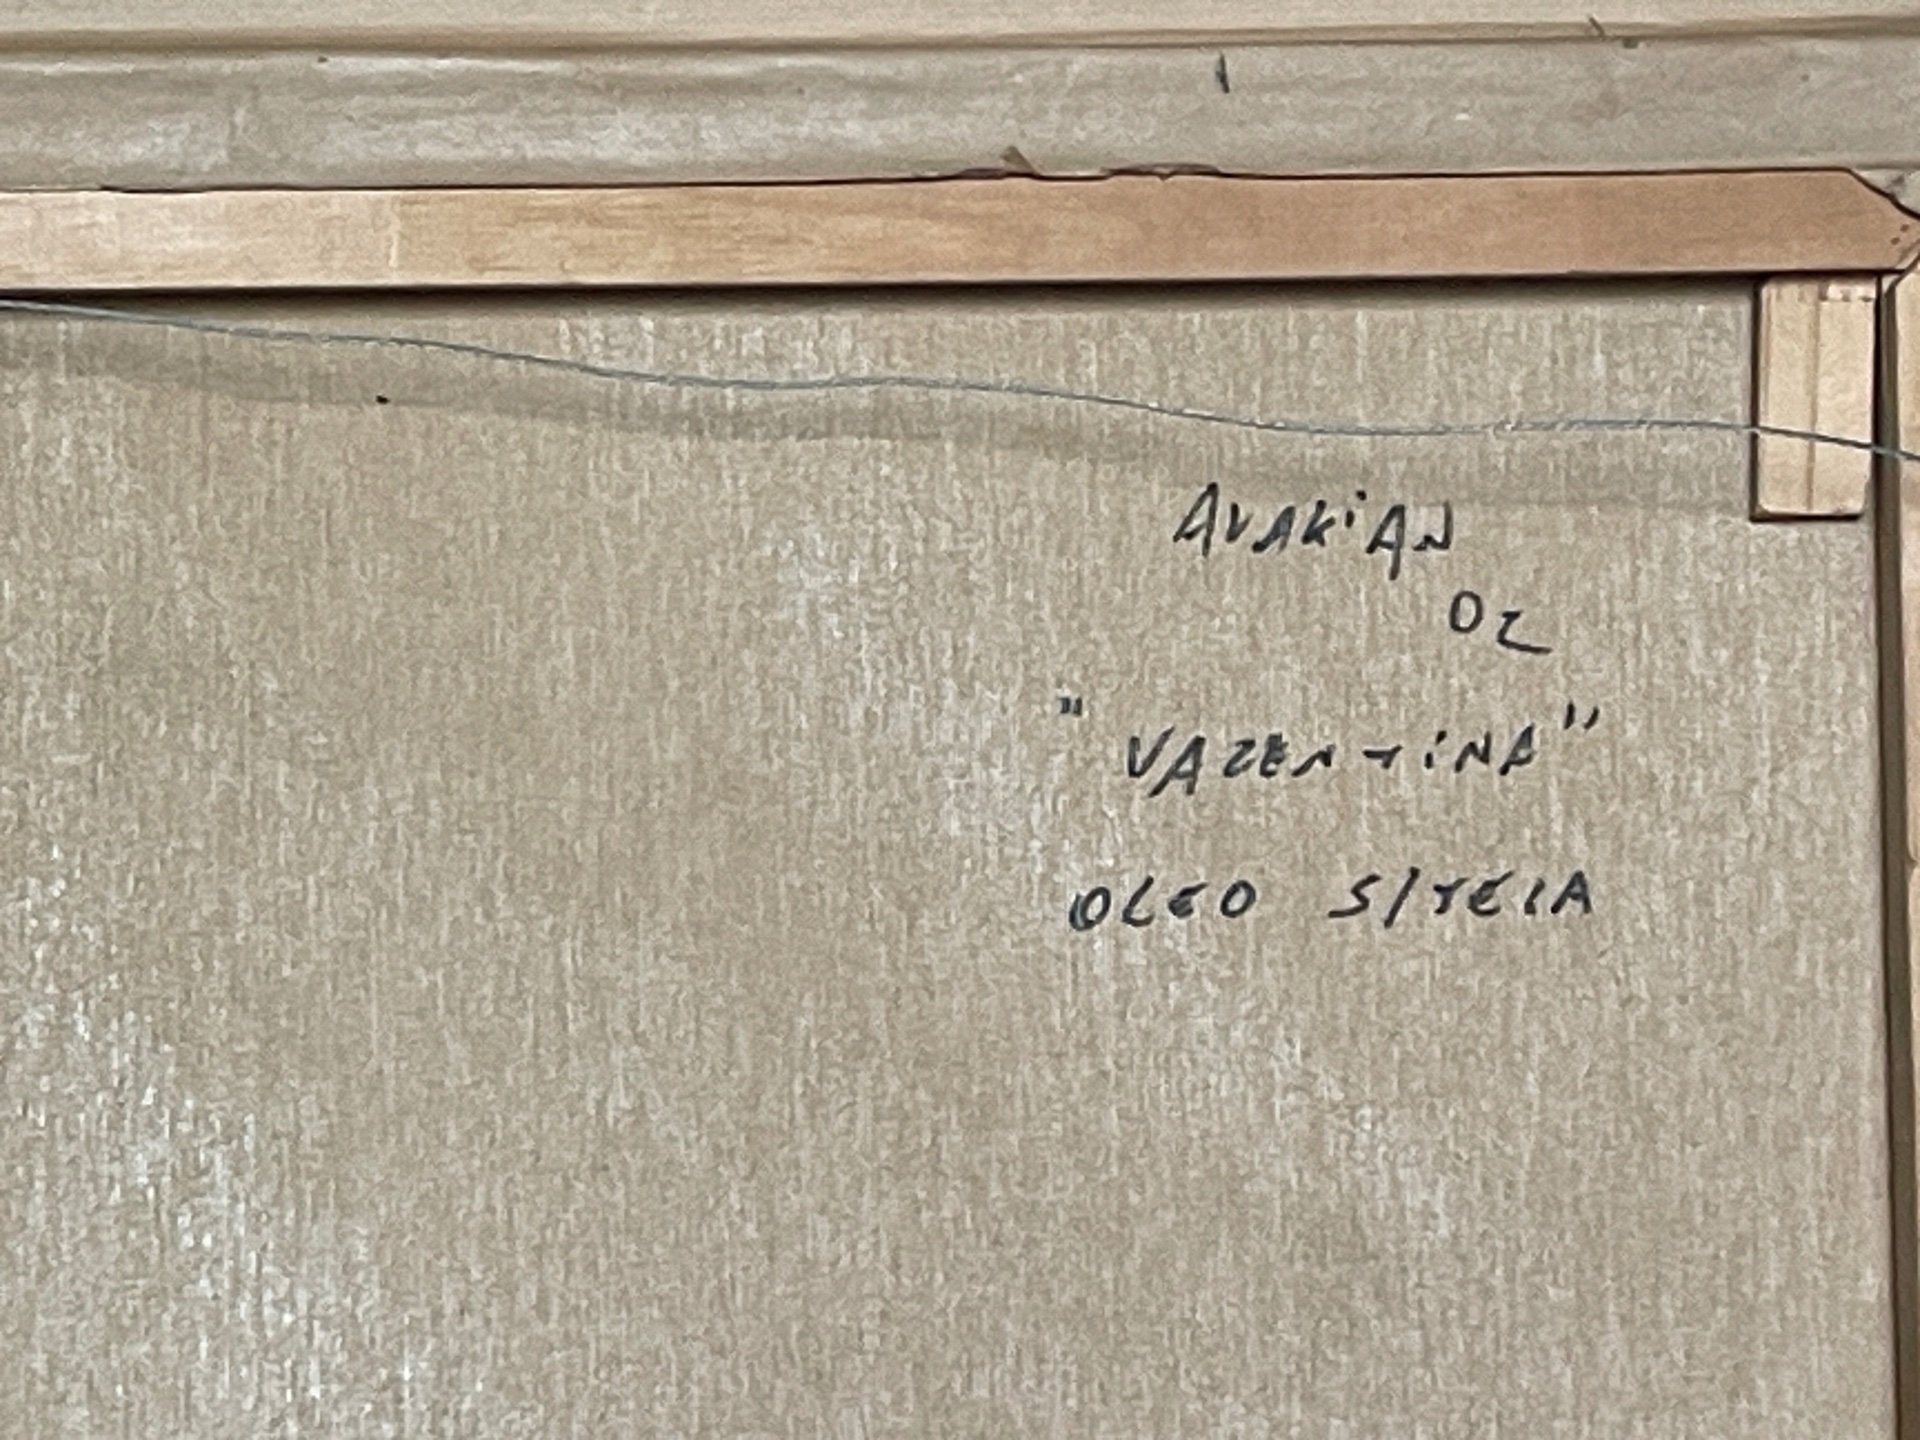 AVAKiAN
02
"VALENTiNA"
OLEO S/TELA